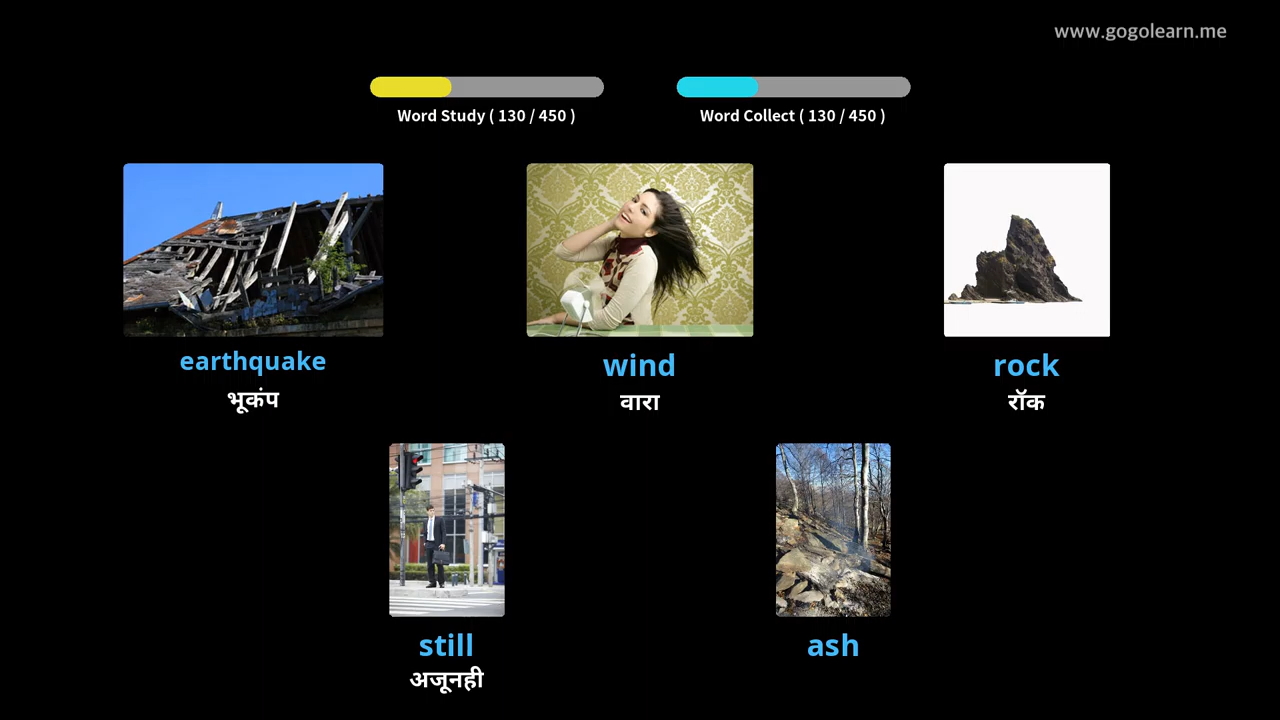 www.gogolearn.me
Word Study ( 130 / 450 )
Word Collect ( 130 / 450 )
earthquake
भूकंप
wind
वारा
rock
रॉक
still
अजूनही
ash